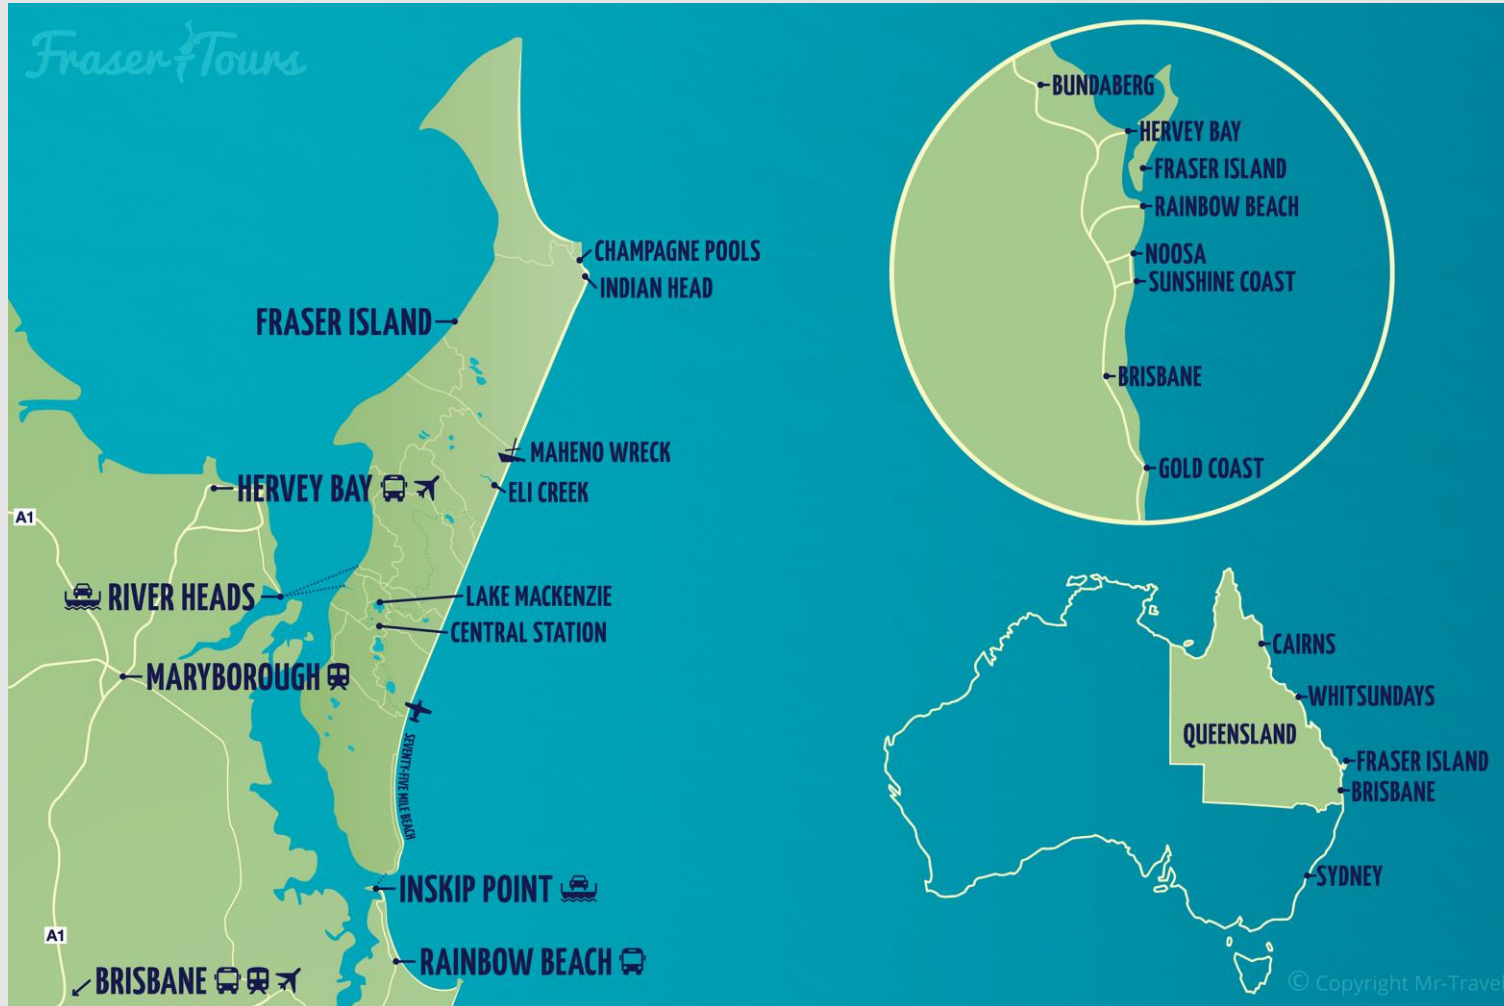 Fraser Tours
CHAMPAGNE POOLS
INDIAN HEAD
FRASER ISLAND
MAHENO WRECK
HERVEY BAY
ELI CREEK
A1
RIVER HEADS
LAKE MACKENZIE
CENTRAL STATION
MARYBOROUGH
SEVENTY-FIVE MILE BEACH
INSKIP POINT
A1
RAINBOW BEACH
BRISBANE
BUNDABERG
HERVEY BAY
FRASER ISLAND
RAINBOW BEACH
NOOSA
SUNSHINE COAST
BRISBANE
GOLD COAST
CAIRNS
WHITSUNDAYS
QUEENSLAND
FRASER ISLAND
BRISBANE
SYDNEY
© Copyright Mr-Trave